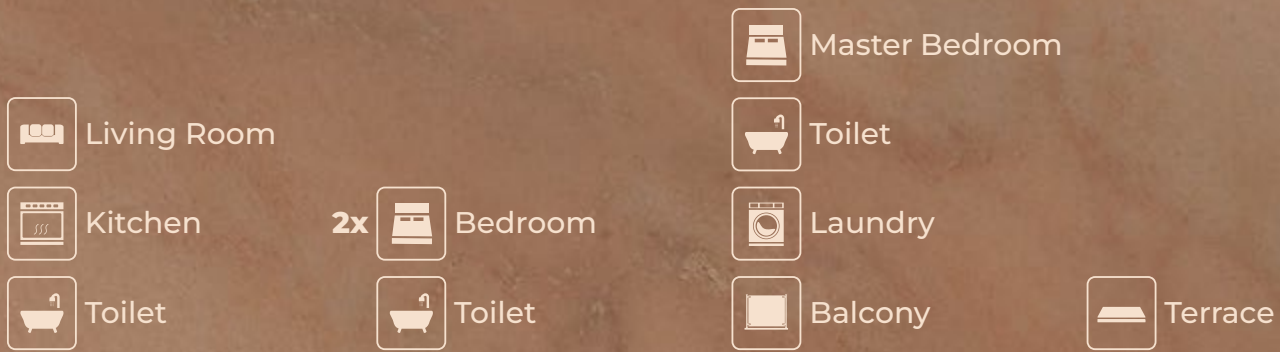 Living Room
Kitchen
Toilet
2x Bedroom
Toilet
Master Bedroom
Toilet
Laundry
Balcony
Terrace